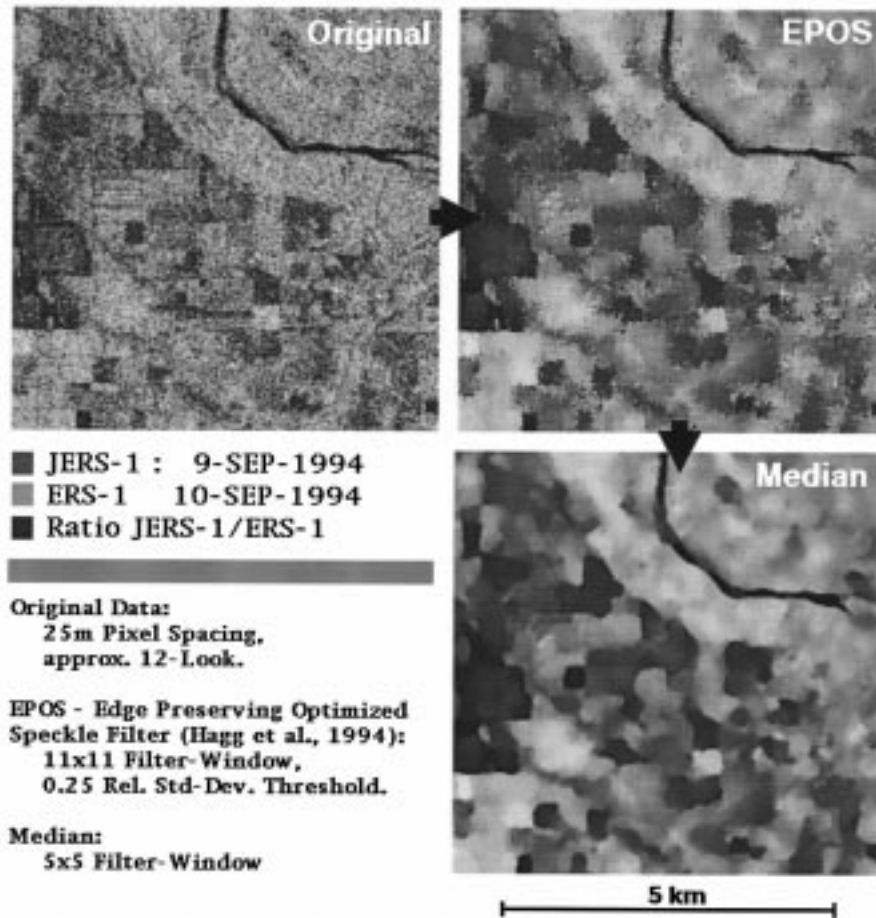 Original
EPOS
JERS-1 : 9-SEP-1994
ERS-1 10-SEP-1994
Ratio JERS-1/ERS-1
Median
Original Data:
25m Pixel Spacing,
approx. 12-Look.
EPOS - Edge Preserving Optimized
Speckle Filter (Hagg et al., 1994):
11x11 Filter-Window,
0.25 Rel. Std-Dev. Threshold.
Median:
5x5 Filter-Window
5 km